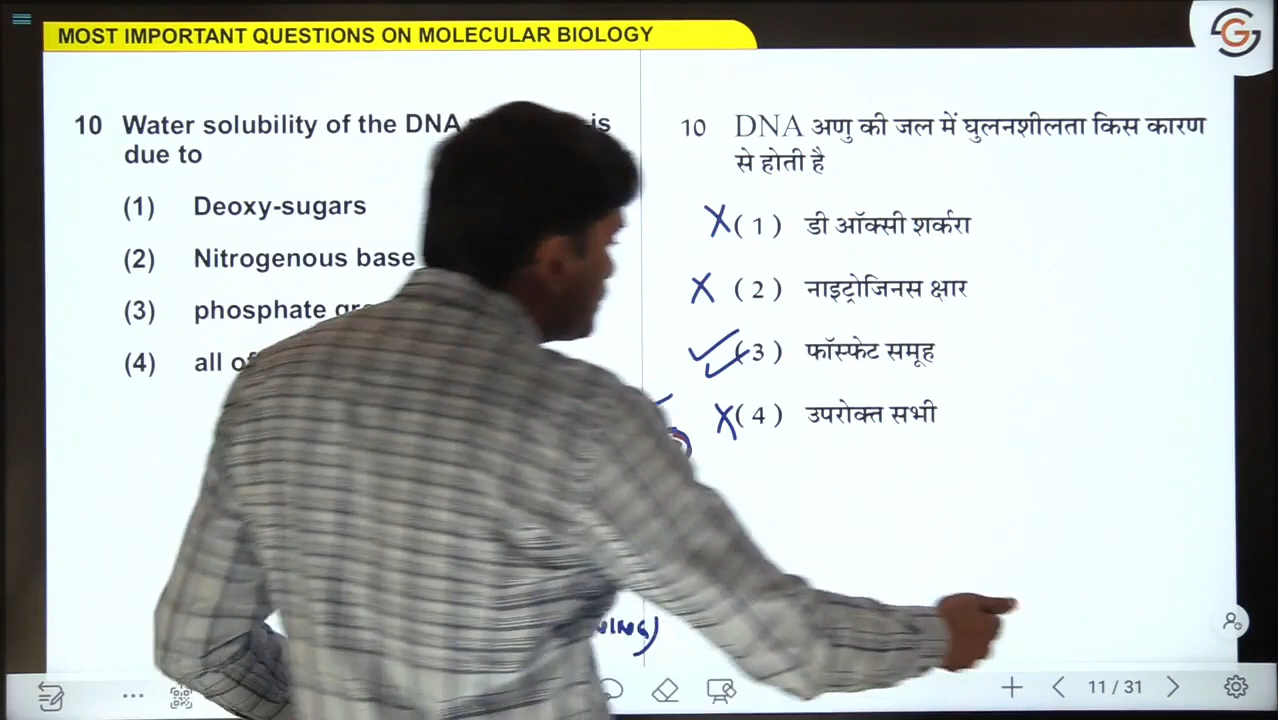 MOST IMPORTANT QUESTIONS ON MOLECULAR BIOLOGY
10 Water solubility of the DNA is
due to
(1) Deoxy-sugars
(2) Nitrogenous base
(3) phosphate
(4) all of
10 DNA अणु की जल में घुलनशीलता किस कारण
से होती है
(1) डी ऑक्सी शर्करा
(2) नाइट्रोजिनस क्षार
(3) फॉस्फेट समूह
(4) उपरोक्त सभी
11 / 31